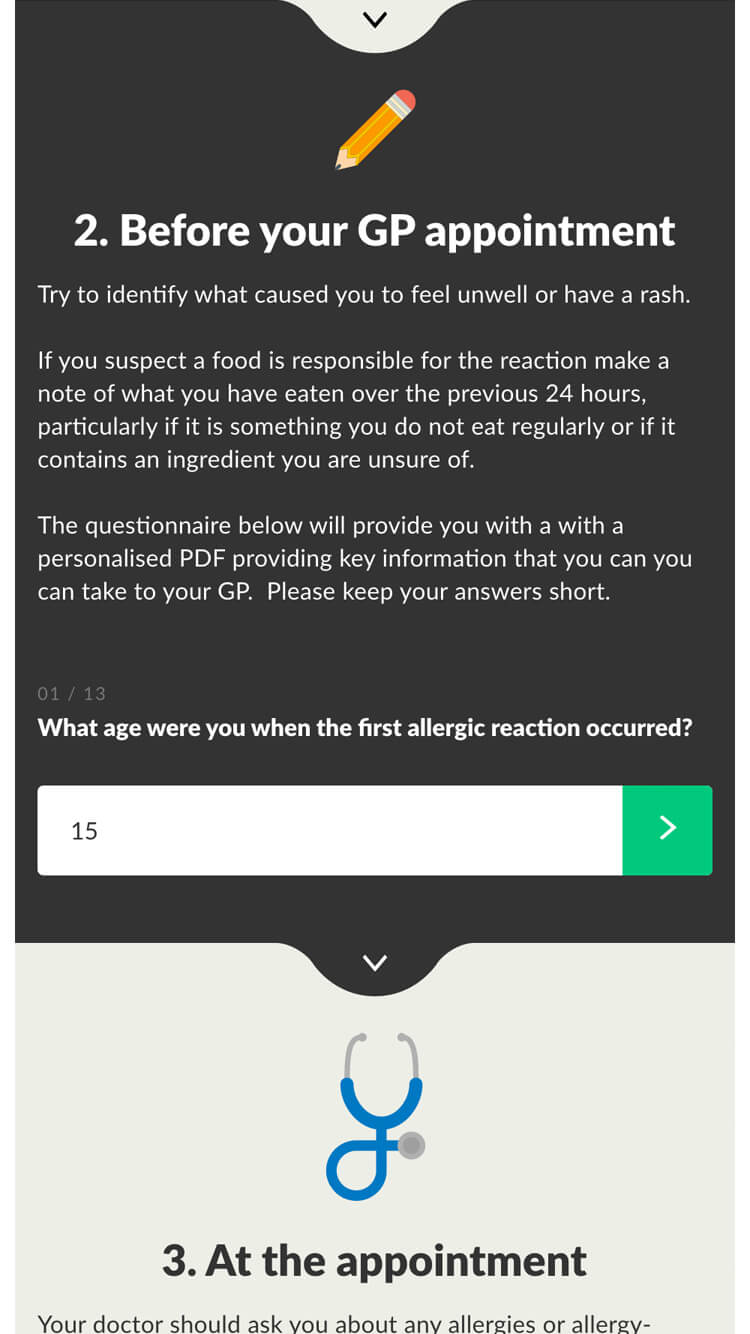 2. Before your GP appointment
Try to identify what caused you to feel unwell or have a rash.
If you suspect a food is responsible for the reaction make a
note of what you have eaten over the previous 24 hours,
particularly if it is something you do not eat regularly or if it
contains an ingredient you are unsure of.
The questionnaire below will provide you with a with a
personalised PDF providing key information that you can you
can take to your GP.  Please keep your answers short.
01 / 13
What age were you when the first allergic reaction occurred?
15
3. At the appointment
Your doctor should ask you about any allergies or allergy-